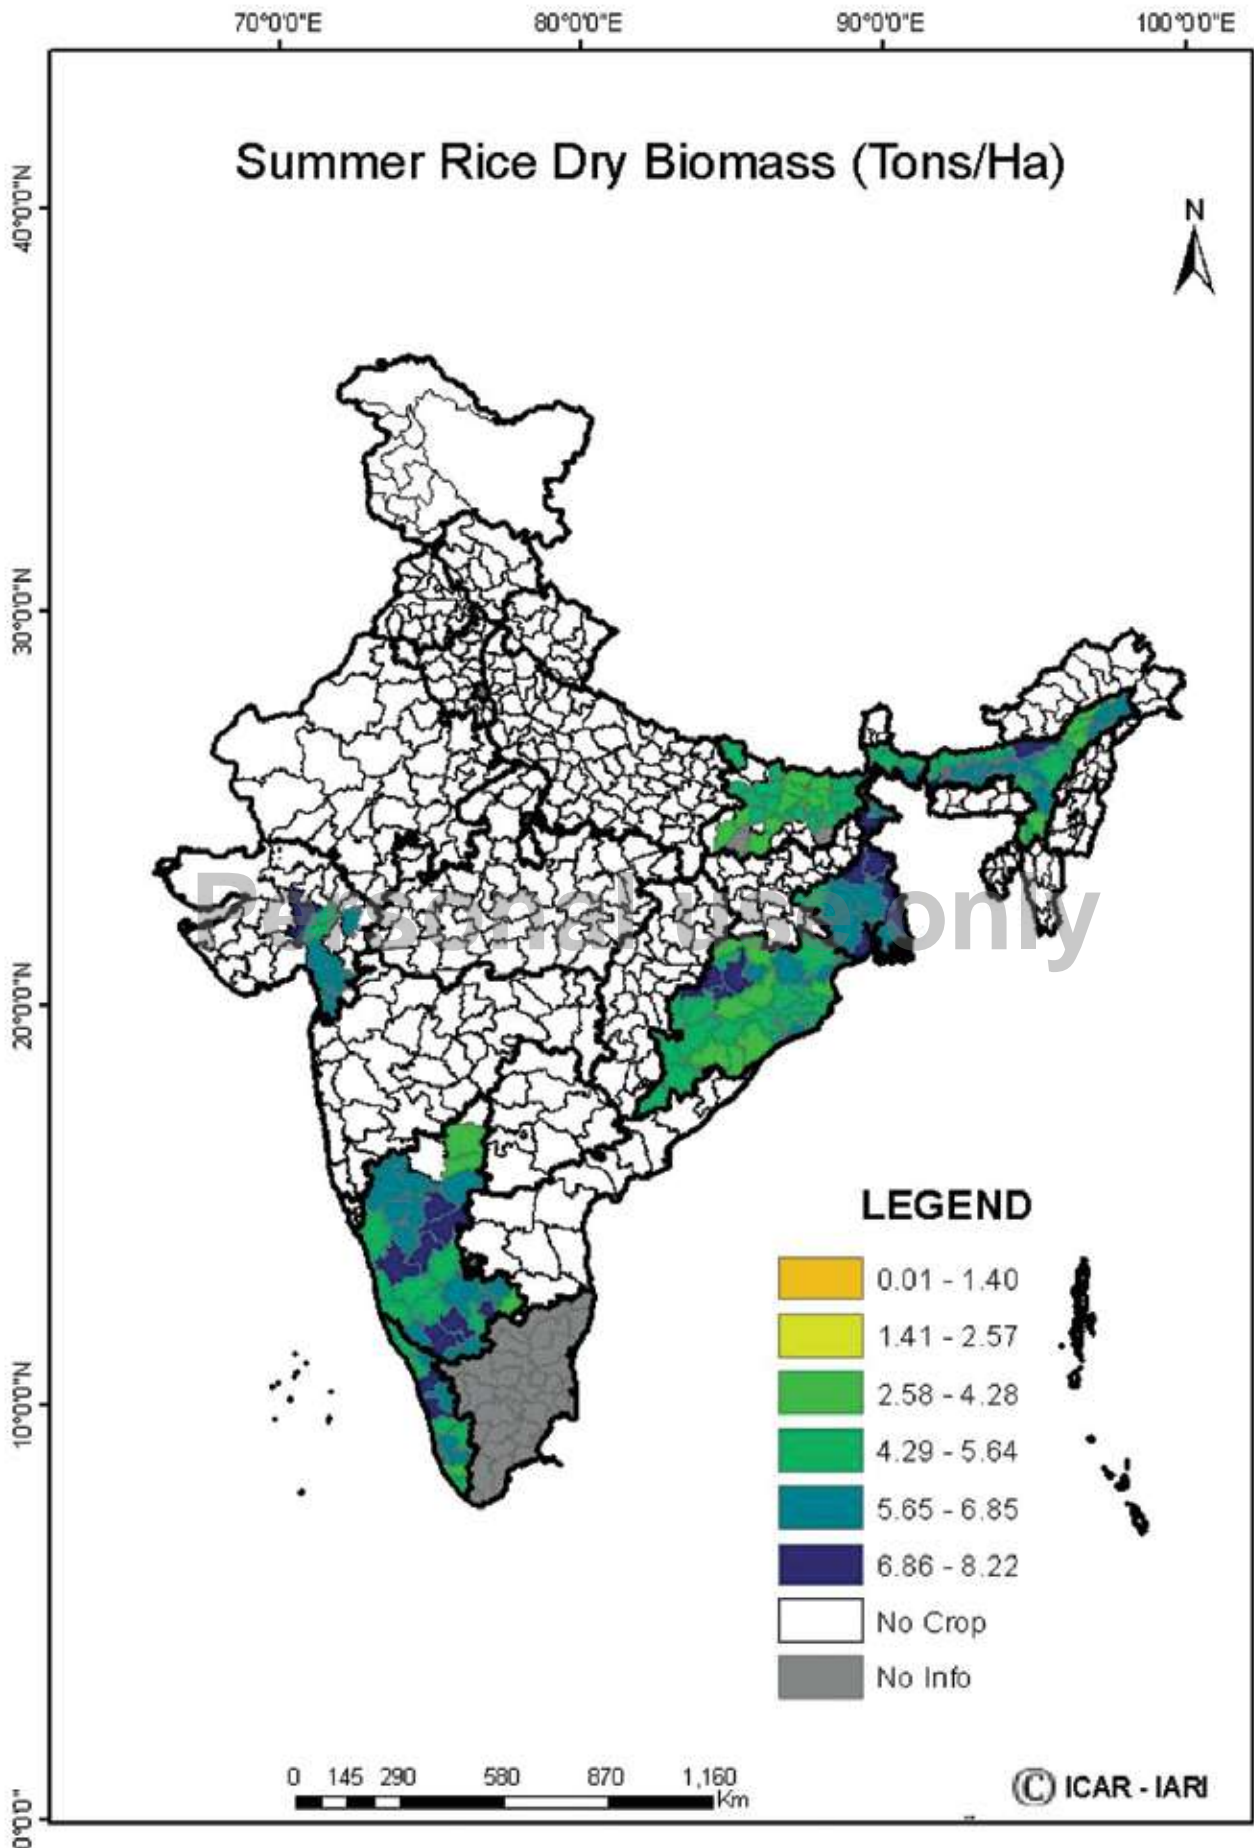 70°0'0"E 80°0'0"E 90°0'0"E 100°0'0"E
Summer Rice Dry Biomass (Tons/Ha)
N
40°0'0"N
30°0'0"N
20°0'0"N
10°0'0"N
0°0'0"
Personal use only
LEGEND
0.01 - 1.40
1.41 - 2.57
2.58 - 4.28
4.29 - 5.64
5.65 - 6.85
6.86 - 8.22
No Crop
No Info
0 145 290 580 870 1,160
Km
© ICAR - IARI